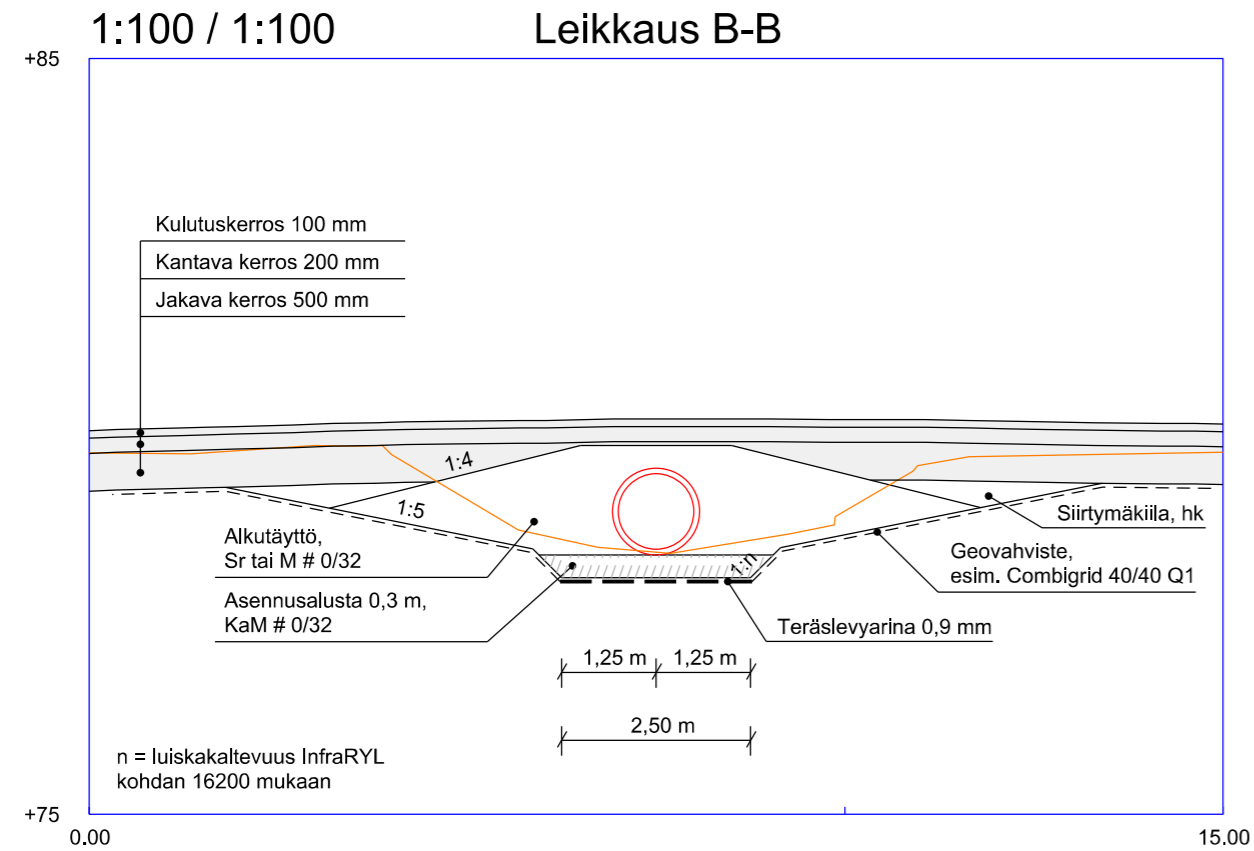 1:100 / 1:100
Leikkaus B-B
+85
Kulutuskerros 100 mm
Kantava kerros 200 mm
Jakava kerros 500 mm
1:4
1:5
Alkutäyttö,
Sr tai M # 0/32
Asennusalusta 0,3 m,
KaM # 0/32
1:n
Siirtymäkiila, hk
Geovahviste,
esim. Combigrid 40/40 Q1
Teräslevyarina 0,9 mm
1,25 m
1,25 m
2,50 m
n = luiskakaltevuus InfraRYL
kohdan 16200 mukaan
+75
0.00
15.00